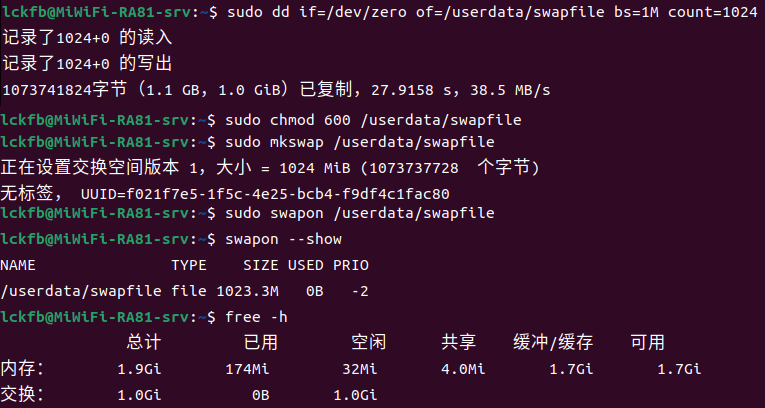 lckfb@MiWiFi-RA81-srv:~$ sudo dd if=/dev/zero of=/userdata/swapfile bs=1M count=1024
记录了1024+0 的读入
记录了1024+0 的写出
1073741824字节（1.1 GB，1.0 GiB）已复制，27.9158 s，38.5 MB/s
lckfb@MiWiFi-RA81-srv:~$ sudo chmod 600 /userdata/swapfile
lckfb@MiWiFi-RA81-srv:~$ sudo mkswap /userdata/swapfile
正在设置交换空间版本 1，大小 = 1024 MiB (1073737728  个字节)
无标签， UUID=f021f7e5-1f5c-4e25-bcb4-f9df4c1fac80
lckfb@MiWiFi-RA81-srv:~$ sudo swapon /userdata/swapfile
lckfb@MiWiFi-RA81-srv:~$ swapon --show
NAME               TYPE    SIZE USED PRIO
/userdata/swapfile file 1023.3M   0B   -2
lckfb@MiWiFi-RA81-srv:~$ free -h
总计 已用 空闲 共享 缓冲/缓存 可用
内存： 1.9Gi 174Mi 32Mi 4.0Mi 1.7Gi 1.7Gi
交换： 1.0Gi 0B 1.0Gi